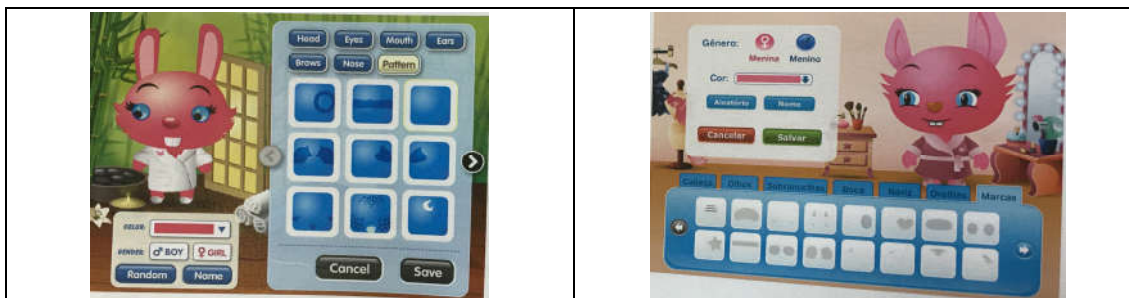 Head Eyes Mouth Ears
Brows Nose Pattern
COLOR:
GENDER: ♂ BOY ♀ GIRL
Random Name
Cancel Save
Gênero:
Menina Menino
Cor:
Aleatório Nome
Cancelar Salvar
Cabeça Olhos Sobrancelhas Boca Nariz Orelhas Marcas